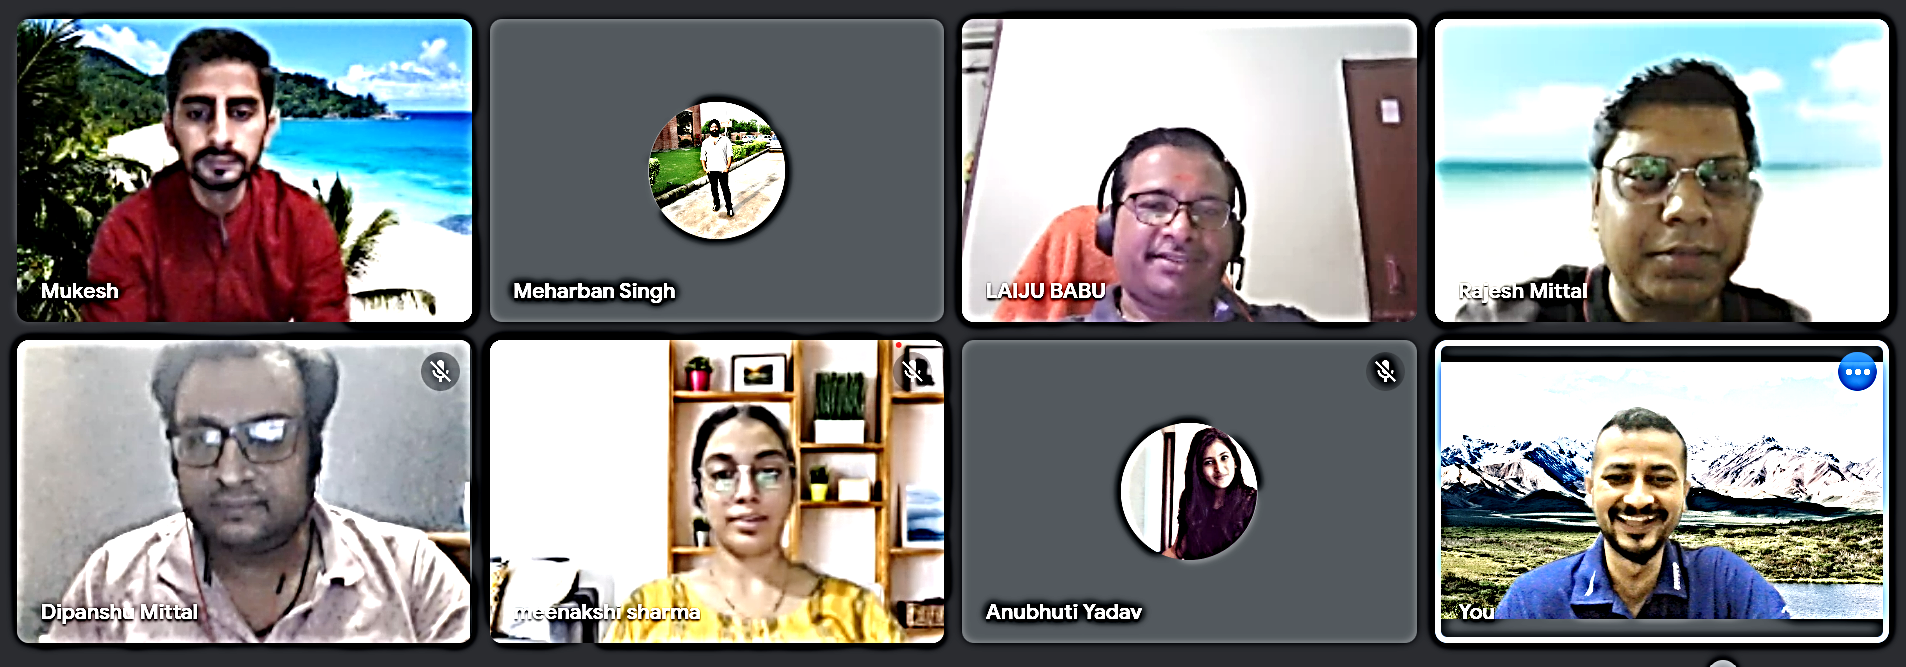 Mukesh
Meharban Singh
LAIJU BABU
Rajesh Mittal
Dipanshu Mittal
meenakshi sharma
Anubhuti Yadav
You